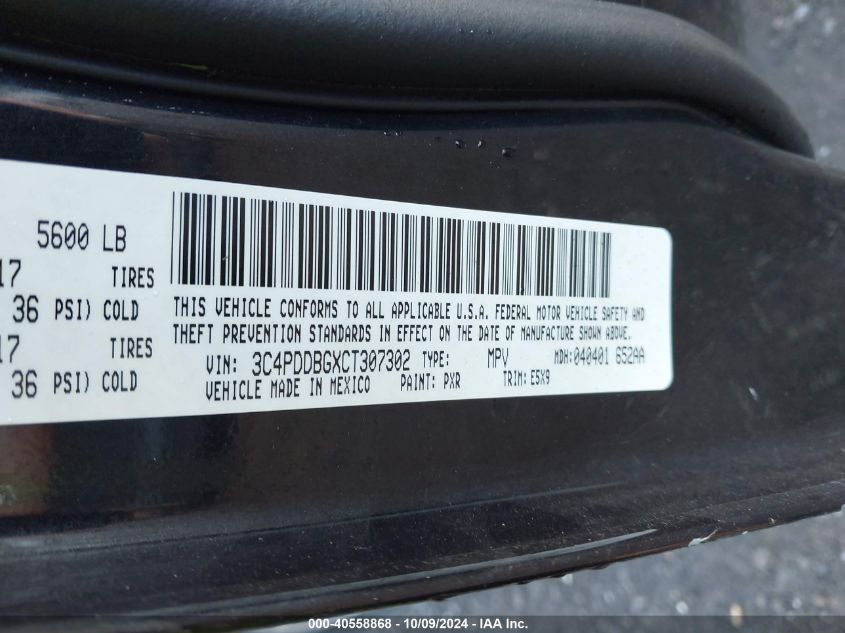 5600 LB
17 TIRES
36 PSI) COLD
17 TIRES
36 PSI) COLD
THIS VEHICLE CONFORMS TO ALL APPLICABLE U.S.A. FEDERAL MOTOR VEHICLE SAFETY AND
THEFT PREVENTION STANDARDS IN EFFECT ON THE DATE OF MANUFACTURE SHOWN ABOVE.
VIN: 3C4PDDBGXCT307302 TYPE: MPV MDH:040401 652AA
VEHICLE MADE IN MEXICO PAINT: PXR TRIM: E5X9
000-40558868 - 10/09/2024 - IAA Inc.